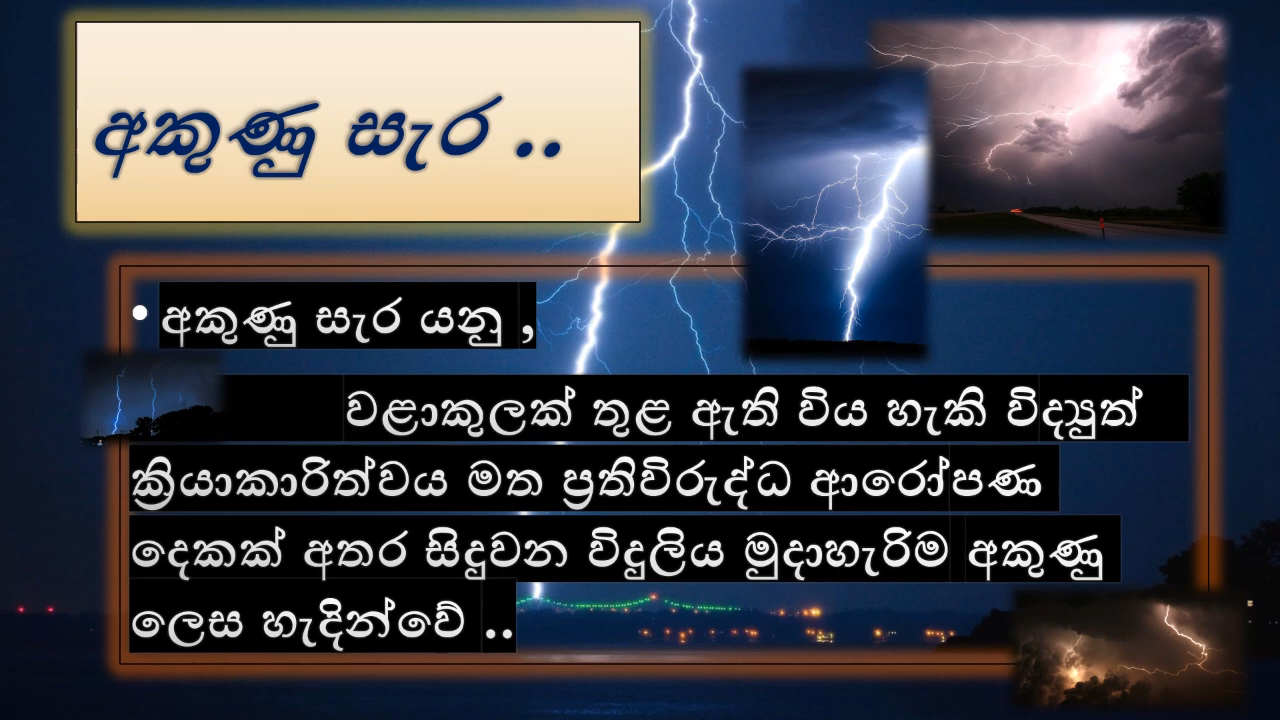 අකුණු සැර ..
• අකුණු සැර යනු ,
වළාකුලක් තුළ ඇති විය හැකි විද්‍යුත්
ක්‍රියාකාරිත්වය මත ප්‍රතිවිරුද්ධ ආරෝපණ
දෙකක් අතර සිදුවන විදුලිය මුදාහැරිම අකුණු
ලෙස හැදින්වේ ..